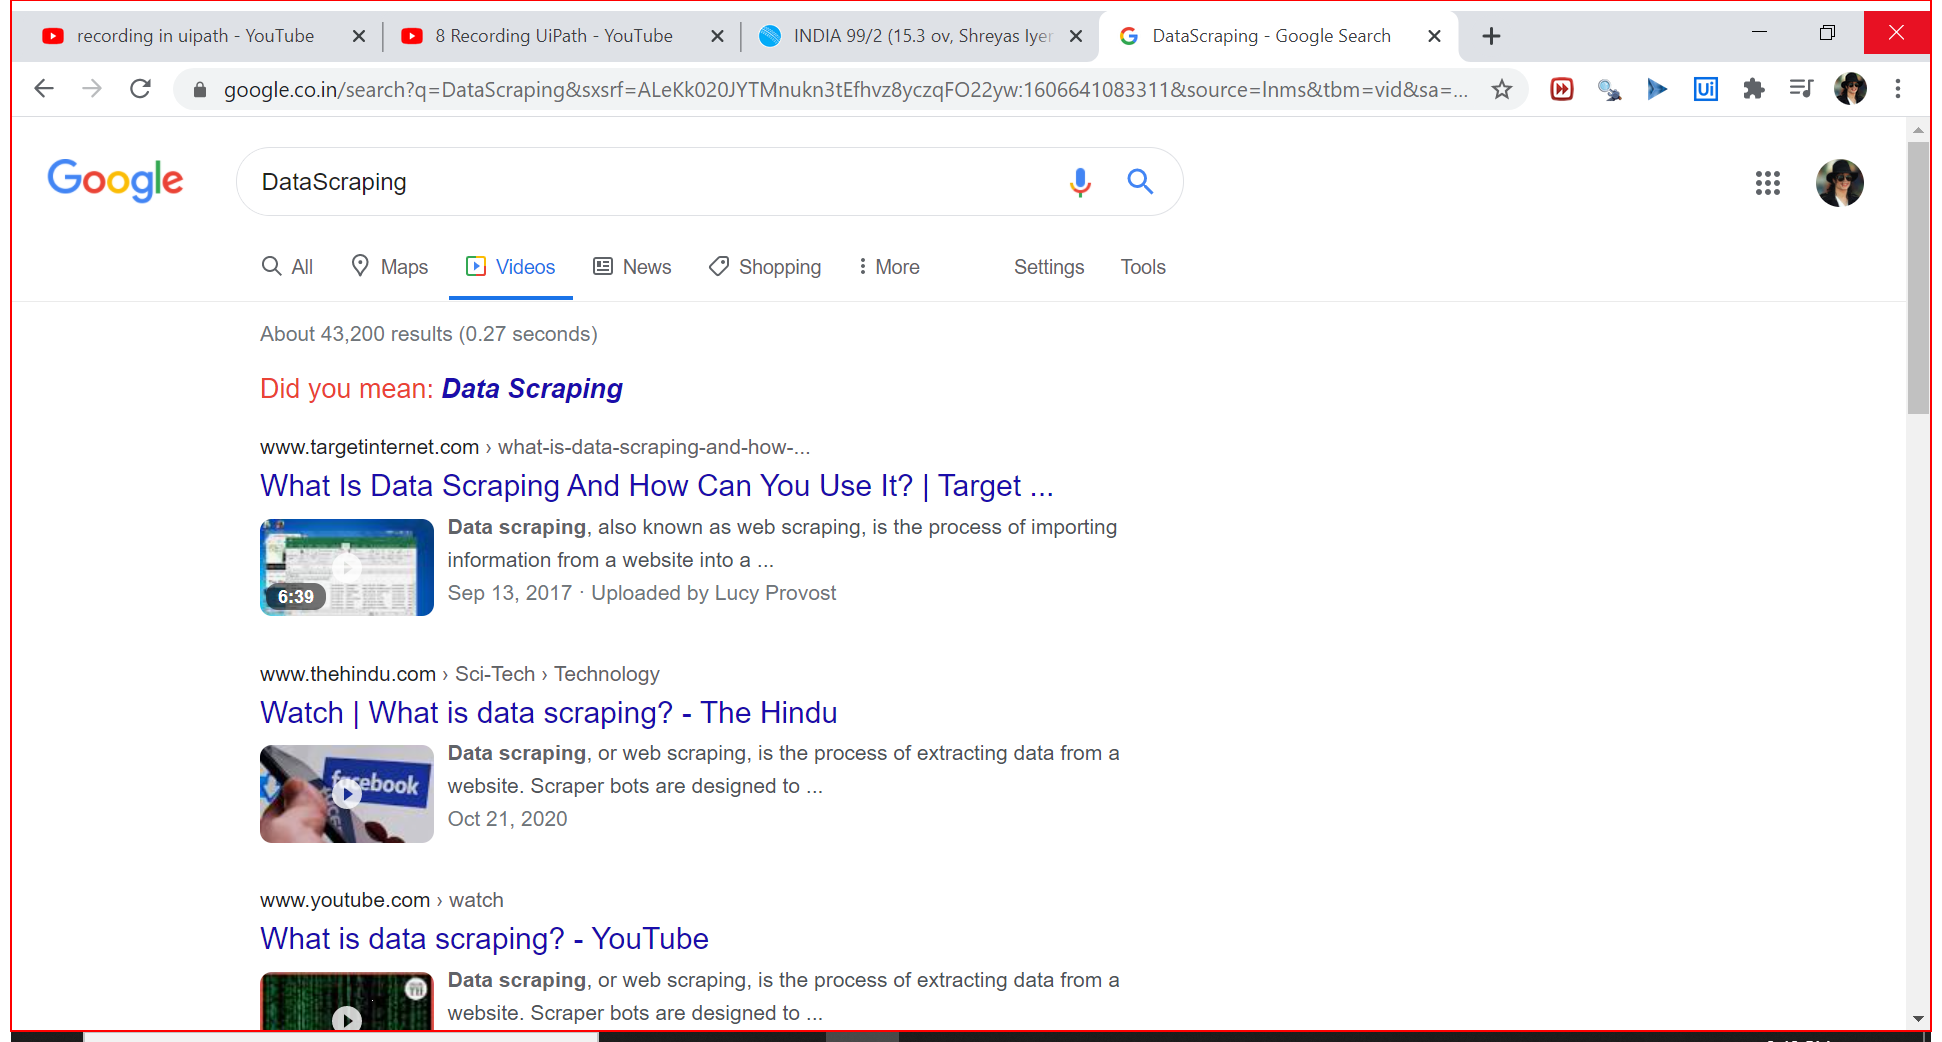 recording in uipath - YouTube
8 Recording UiPath - YouTube
INDIA 99/2 (15.3 ov, Shreyas Iyer
DataScraping - Google Search
google.co.in/search?q=DataScraping&sxsrf=ALeKk020JYTMnukn3tEfhvz8yczqFO22yw:1606641083311&source=lnms&tbm=vid&sa=...
Ui
Google
DataScraping
All
Maps
Videos
News
Shopping
More
Settings
Tools
About 43,200 results (0.27 seconds)
Did you mean: Data Scraping
www.targetinternet.com › what-is-data-scraping-and-how-...
What Is Data Scraping And How Can You Use It? | Target ...
Data scraping, also known as web scraping, is the process of importing
information from a website into a ...
6:39
Sep 13, 2017 · Uploaded by Lucy Provost
www.thehindu.com › Sci-Tech › Technology
Watch | What is data scraping? - The Hindu
Data scraping, or web scraping, is the process of extracting data from a
facebook
website. Scraper bots are designed to ...
Oct 21, 2020
www.youtube.com › watch
What is data scraping? - YouTube
Data scraping, or web scraping, is the process of extracting data from a
website. Scraper bots are designed to ...